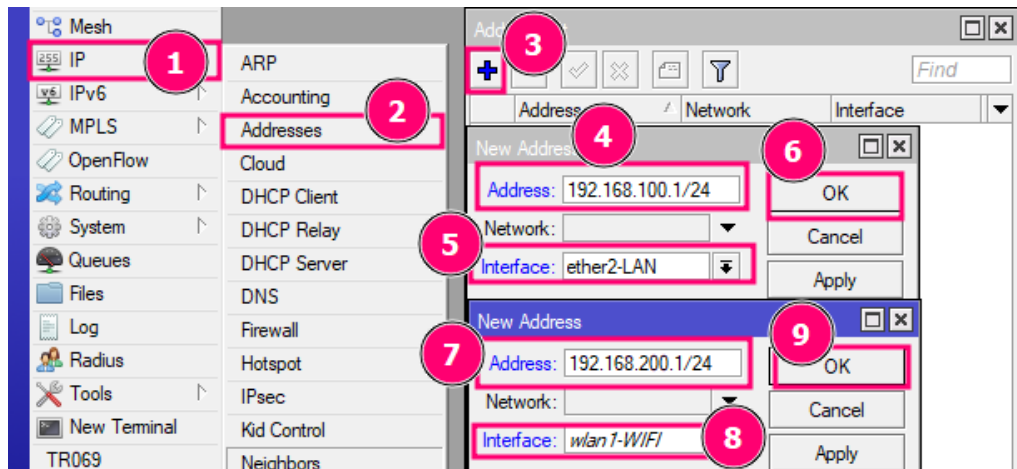 Mesh
255 IP 1
v6 IPv6
MPLS
OpenFlow
Routing
System
Queues
Files
Log
Radius
Tools
New Terminal
TR069
ARP
Accounting
2
Addresses
Cloud
DHCP Client
DHCP Relay
DHCP Server
DNS
Firewall
Hotspot
IPsec
Kid Control
Neighbors
3
Find
Address Network Interface
New Address 4 6
Address: 192.168.100.1/24 OK
Network: Cancel
5
Interface: ether2-LAN Apply
New Address 9
7 Address: 192.168.200.1/24 OK
Network: Cancel
Interface: wlan1-WIFI 8 Apply